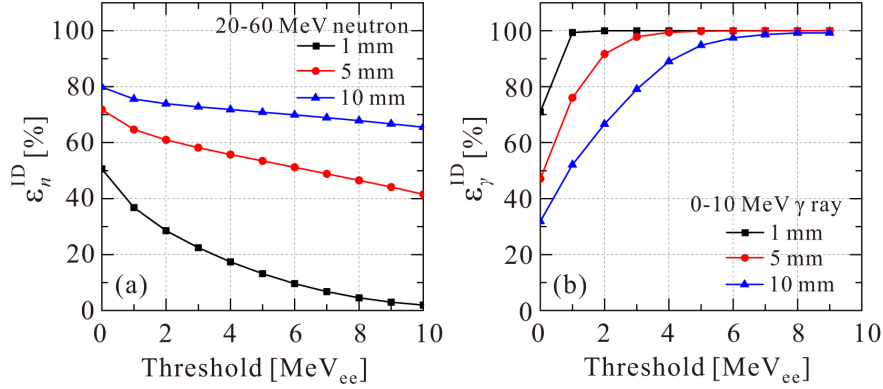 20-60 MeV neutron
1 mm
5 mm
10 mm
100
80
60
40
20
0
ε_n^ID [%]
(a)
0 2 4 6 8 10
Threshold [MeV_ee]
100
80
60
40
20
0
ε_γ^ID [%]
0-10 MeV γ ray
1 mm
5 mm
10 mm
(b)
0 2 4 6 8 10
Threshold [MeV_ee]